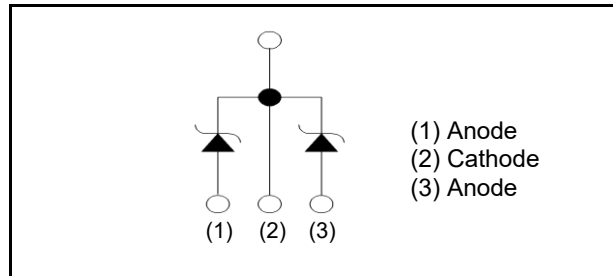 (1) Anode
(2) Cathode
(3) Anode
(1) (2) (3)